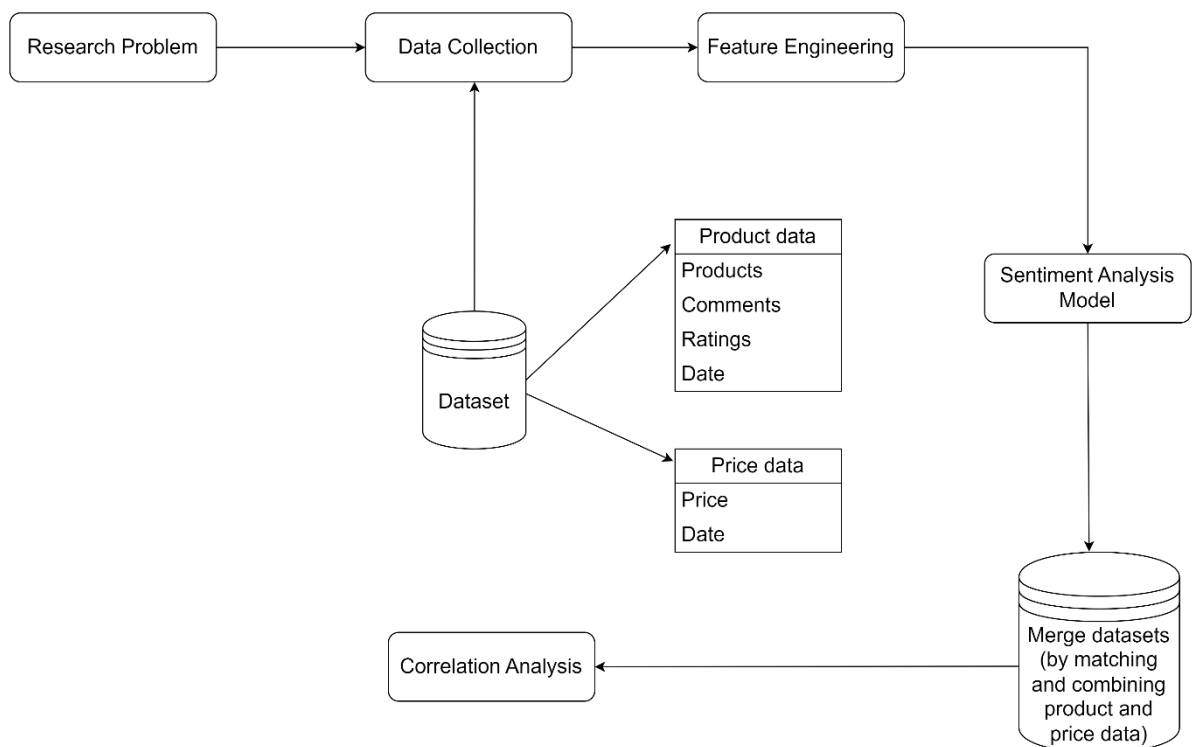 Research Problem
Data Collection
Feature Engineering
Product data
Products
Comments
Ratings
Date
Sentiment Analysis
Model
Dataset
Price data
Price
Date
Merge datasets
(by matching
and combining
product and
price data)
Correlation Analysis